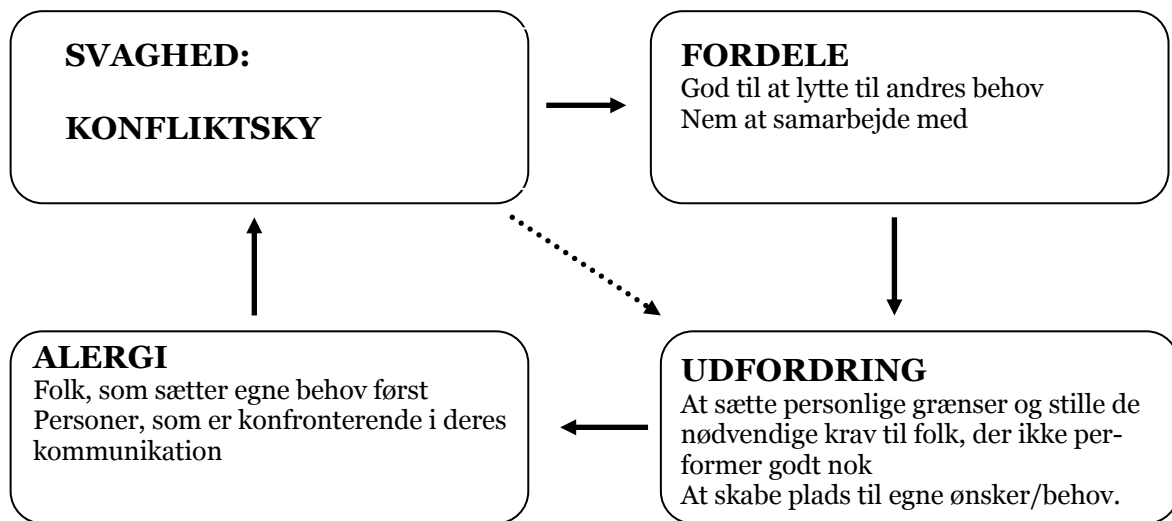 SVAGHED:
KONFLIKTSKY
FORDELE
God til at lytte til andres behov
Nem at samarbejde med
ALERGI
Folk, som sætter egne behov først
Personer, som er konfronterende i deres
kommunikation
UDFORDRING
At sætte personlige grænser og stille de
nødvendige krav til folk, der ikke per-
former godt nok
At skabe plads til egne ønsker/behov.